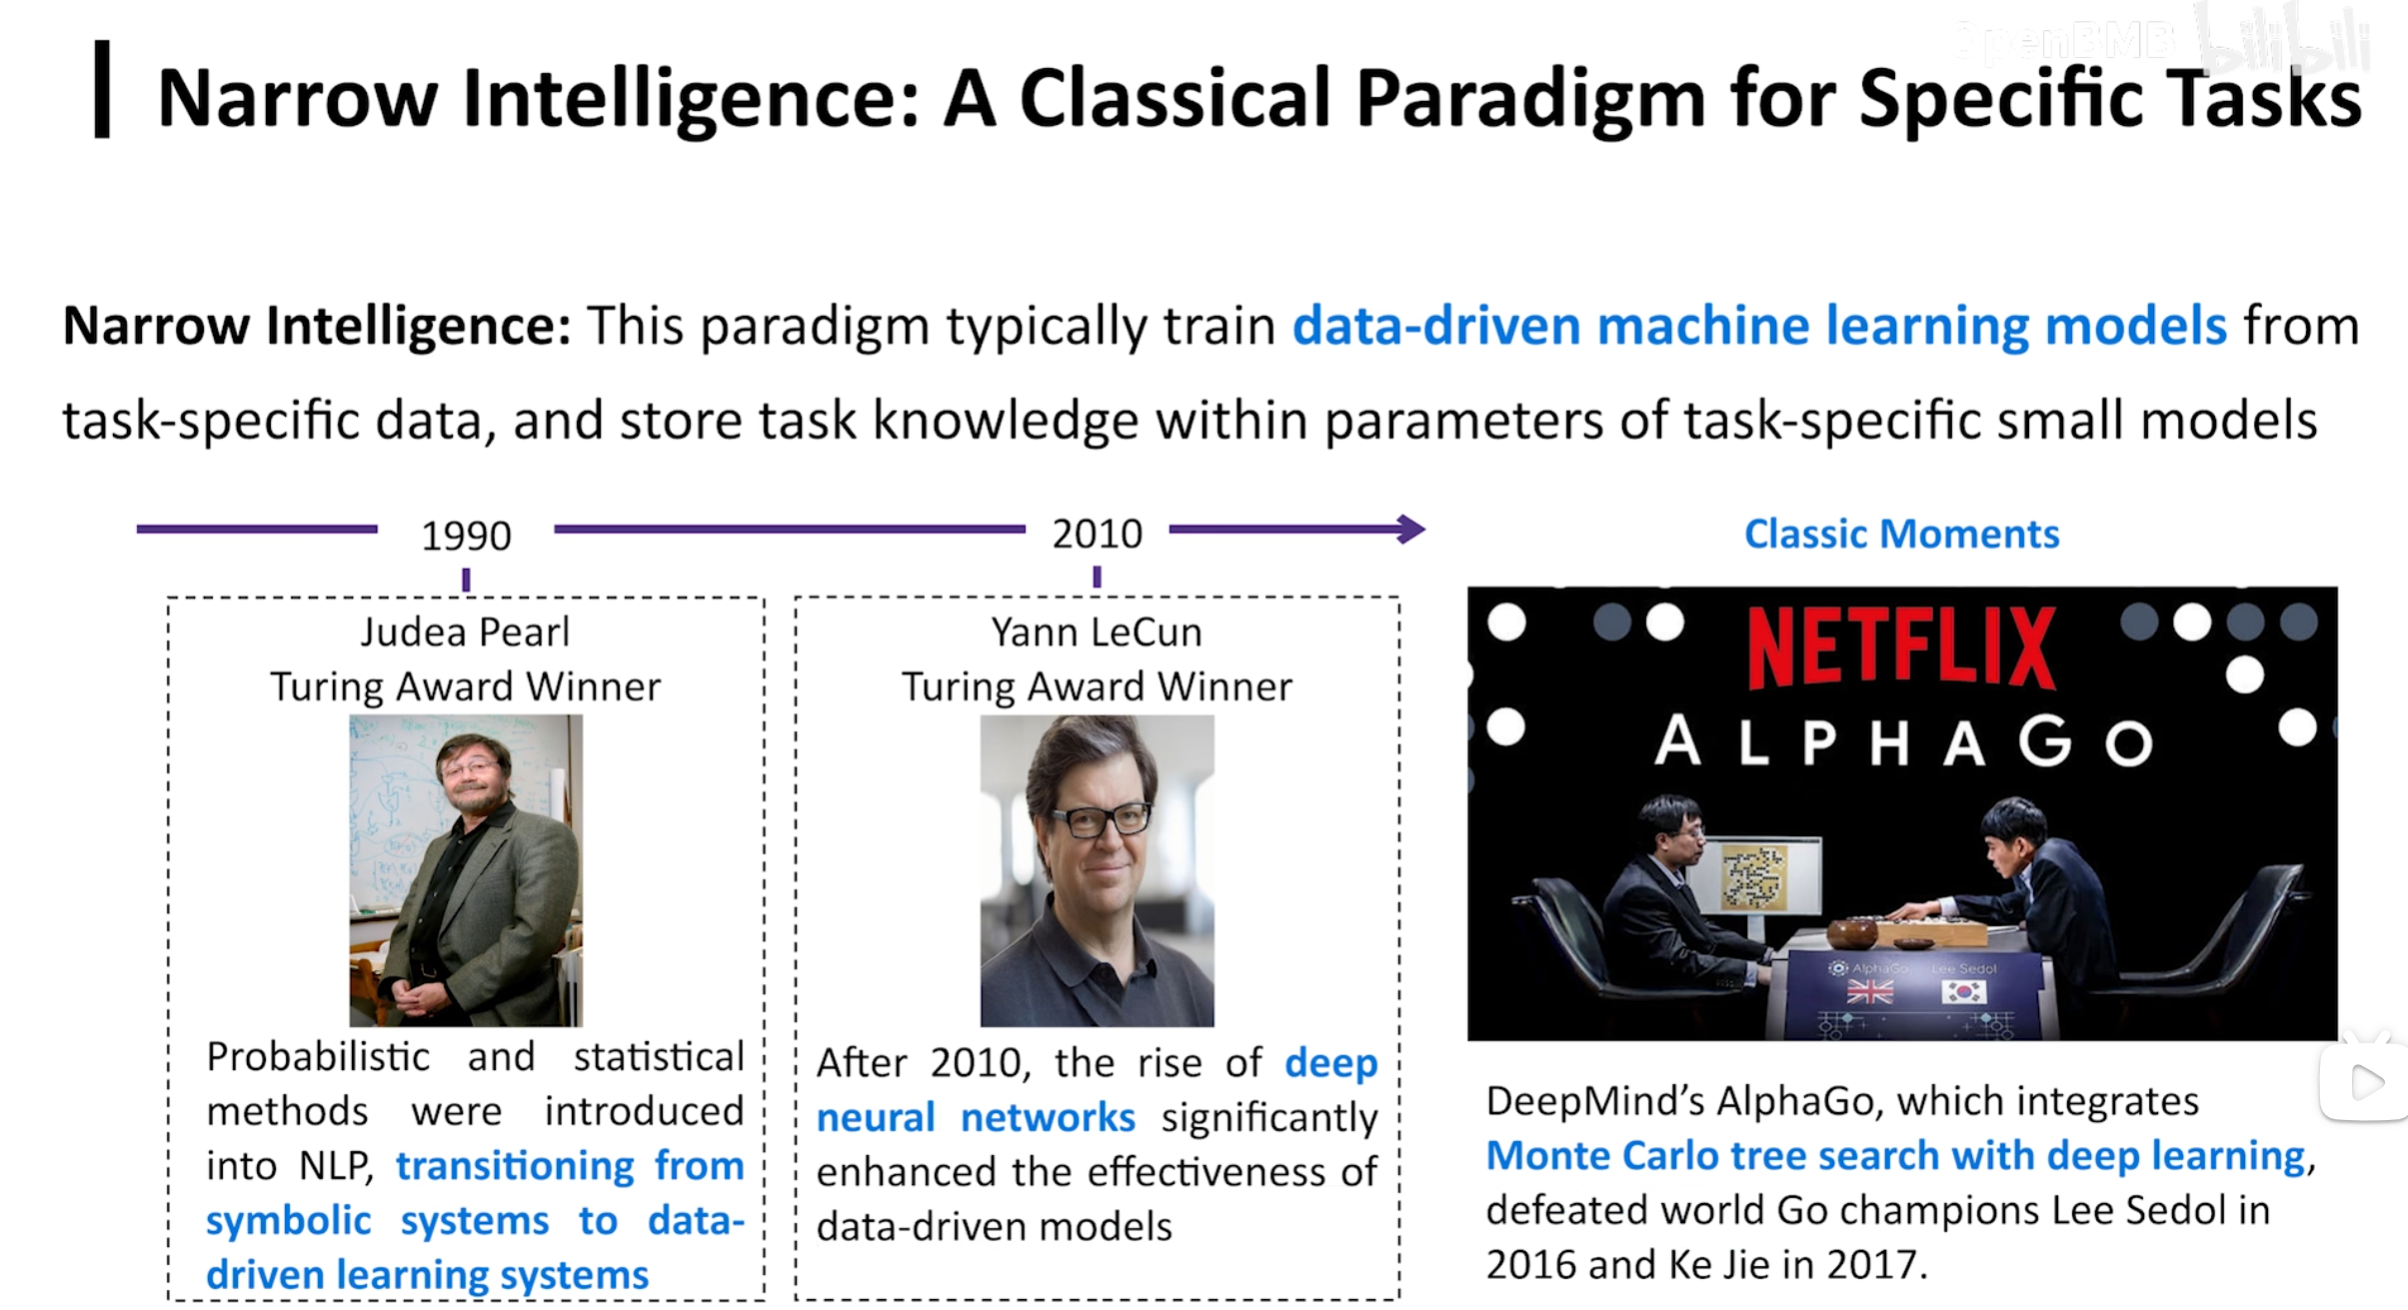 OpenBMB bilibili
Narrow Intelligence: A Classical Paradigm for Specific Tasks
Narrow Intelligence: This paradigm typically train data-driven machine learning models from
task-specific data, and store task knowledge within parameters of task-specific small models
1990
2010
Judea Pearl
Turing Award Winner
Probabilistic and statistical
methods were introduced
into NLP, transitioning from
symbolic systems to data-
driven learning systems
Yann LeCun
Turing Award Winner
After 2010, the rise of deep
neural networks significantly
enhanced the effectiveness of
data-driven models
Classic Moments
NETFLIX
ALPHAGO
AlphaGo
Lee Sedol
DeepMind's AlphaGo, which integrates
Monte Carlo tree search with deep learning,
defeated world Go champions Lee Sedol in
2016 and Ke Jie in 2017.